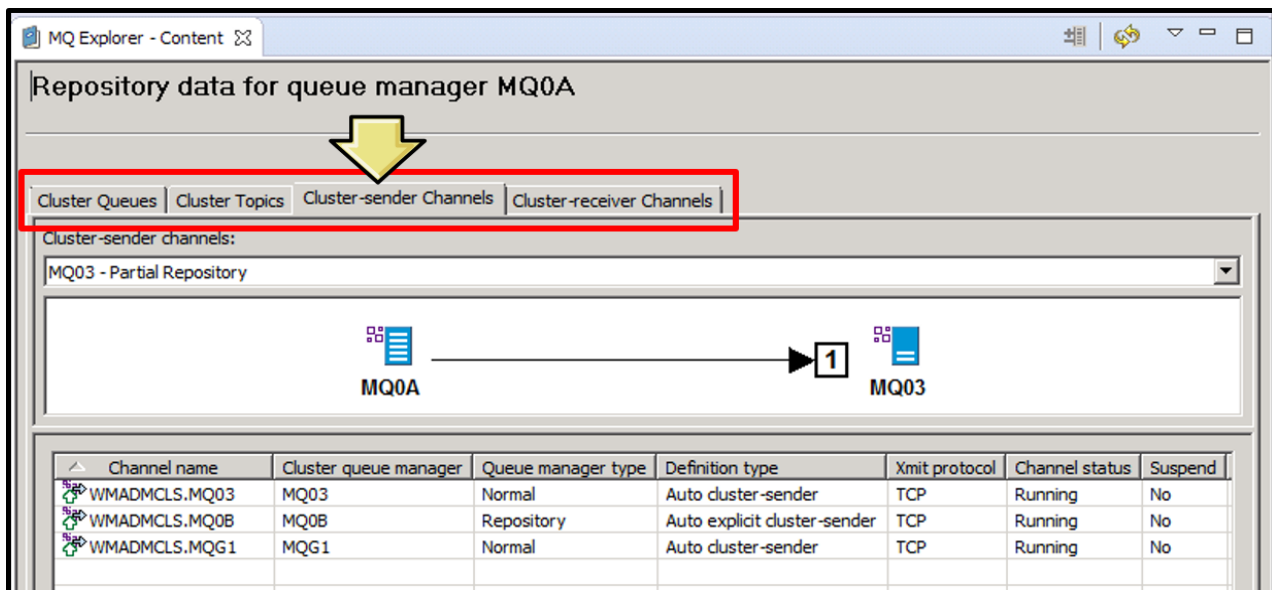 MQ Explorer - Content
Repository data for queue manager MQ0A
Cluster Queues Cluster Topics Cluster-sender Channels Cluster-receiver Channels
Cluster-sender channels:
MQ03 - Partial Repository
1
MQ0A MQ03
Channel name Cluster queue manager Queue manager type Definition type Xmit protocol Channel status Suspend
WMADMCLS.MQ03 MQ03 Normal Auto cluster-sender TCP Running No
WMADMCLS.MQ0B MQ0B Repository Auto explicit cluster-sender TCP Running No
WMADMCLS.MQG1 MQG1 Normal Auto cluster-sender TCP Running No